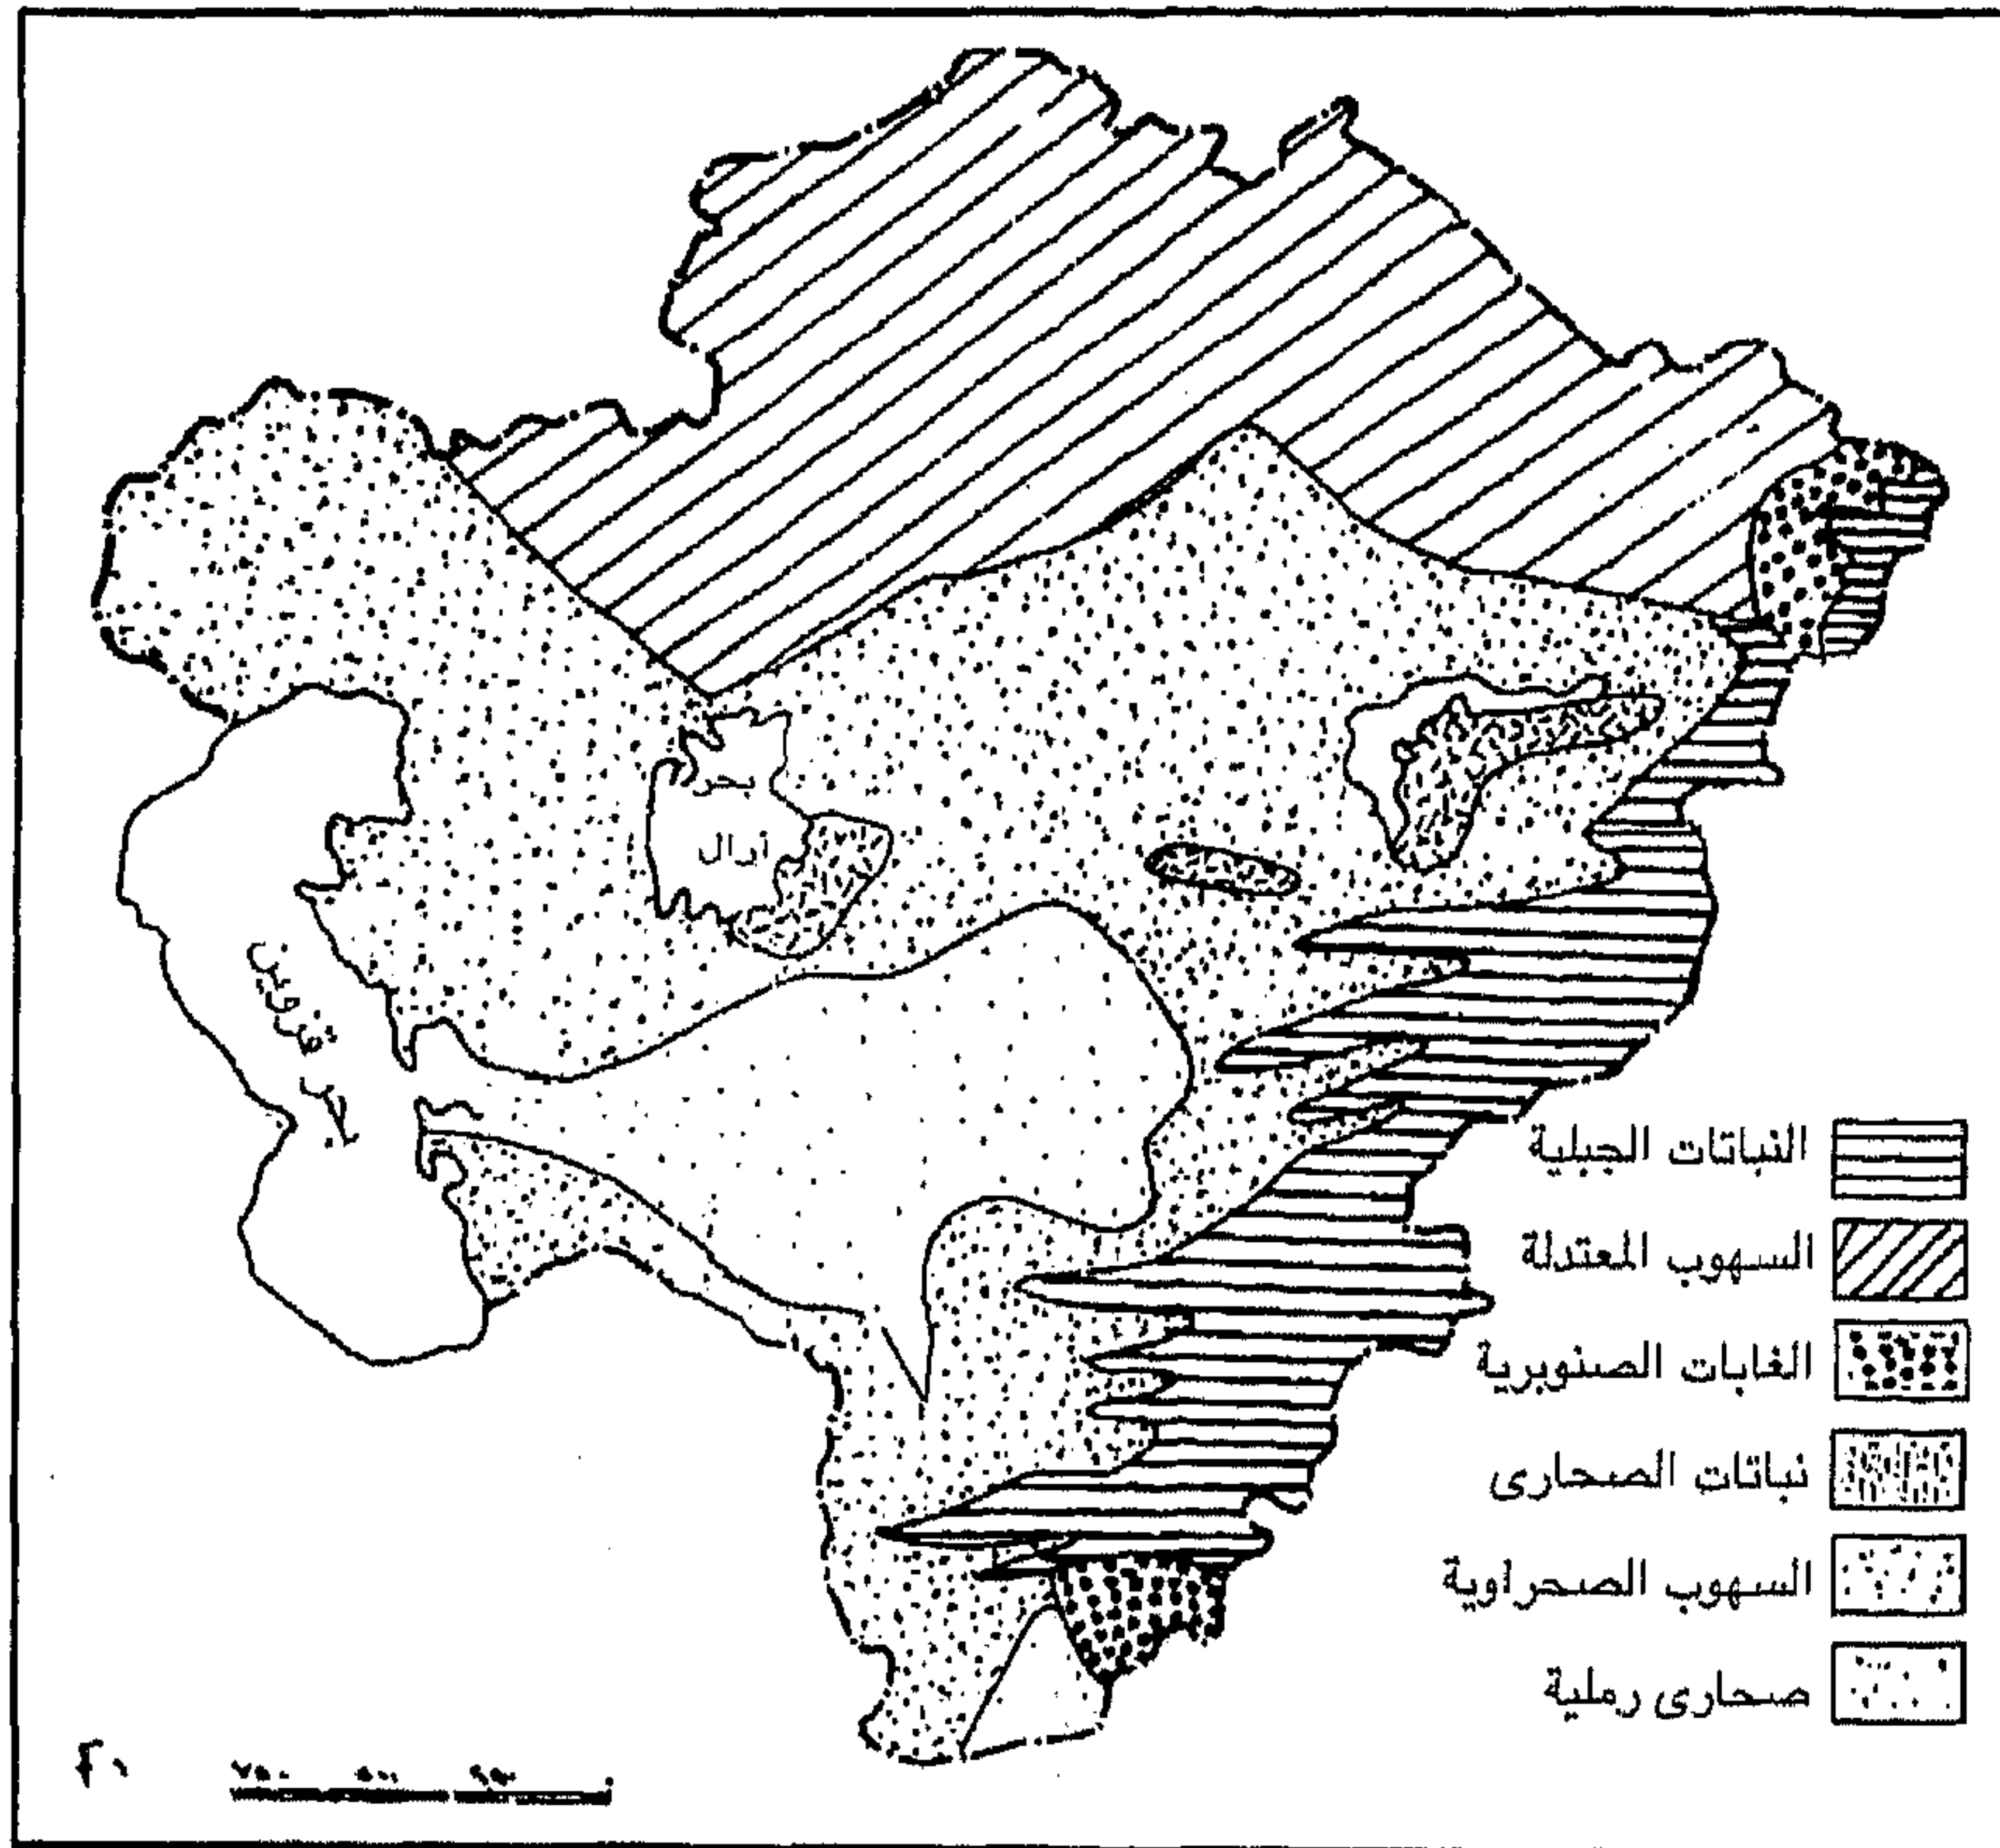 بحر
آرال
بحر قزوين
النباتات الجبلية
السهوب المعتدلة
الغابات الصنوبرية
نباتات الصحارى
السهوب الصحراوية
صحارى رملية